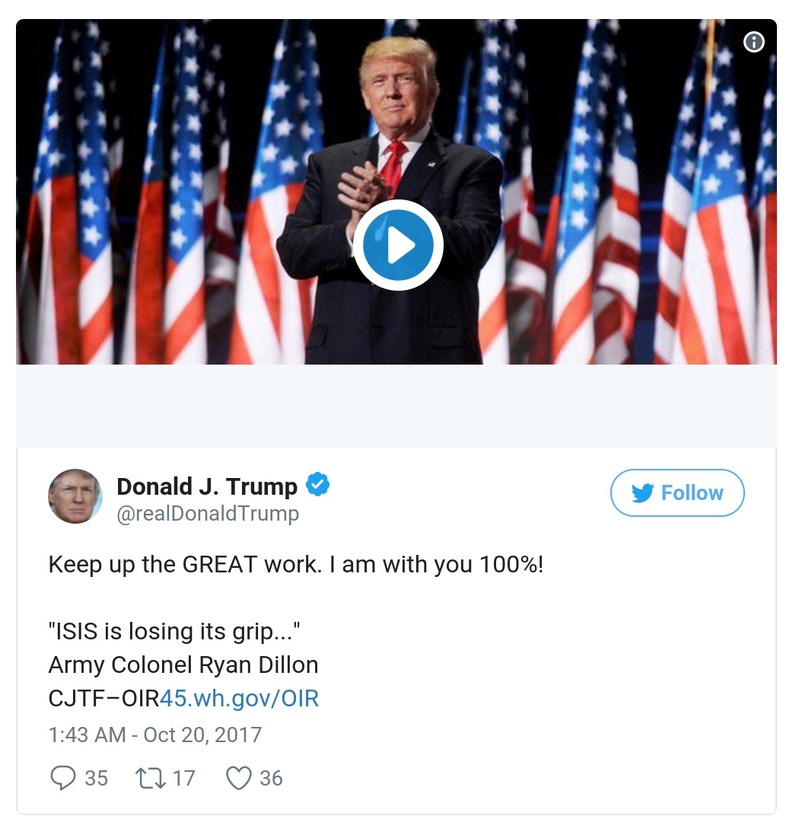 Donald J. Trump
@realDonaldTrump
Follow
Keep up the GREAT work. I am with you 100%!
"ISIS is losing its grip..."
Army Colonel Ryan Dillon
CJTF–OIR45.wh.gov/OIR
1:43 AM - Oct 20, 2017
35 17 36